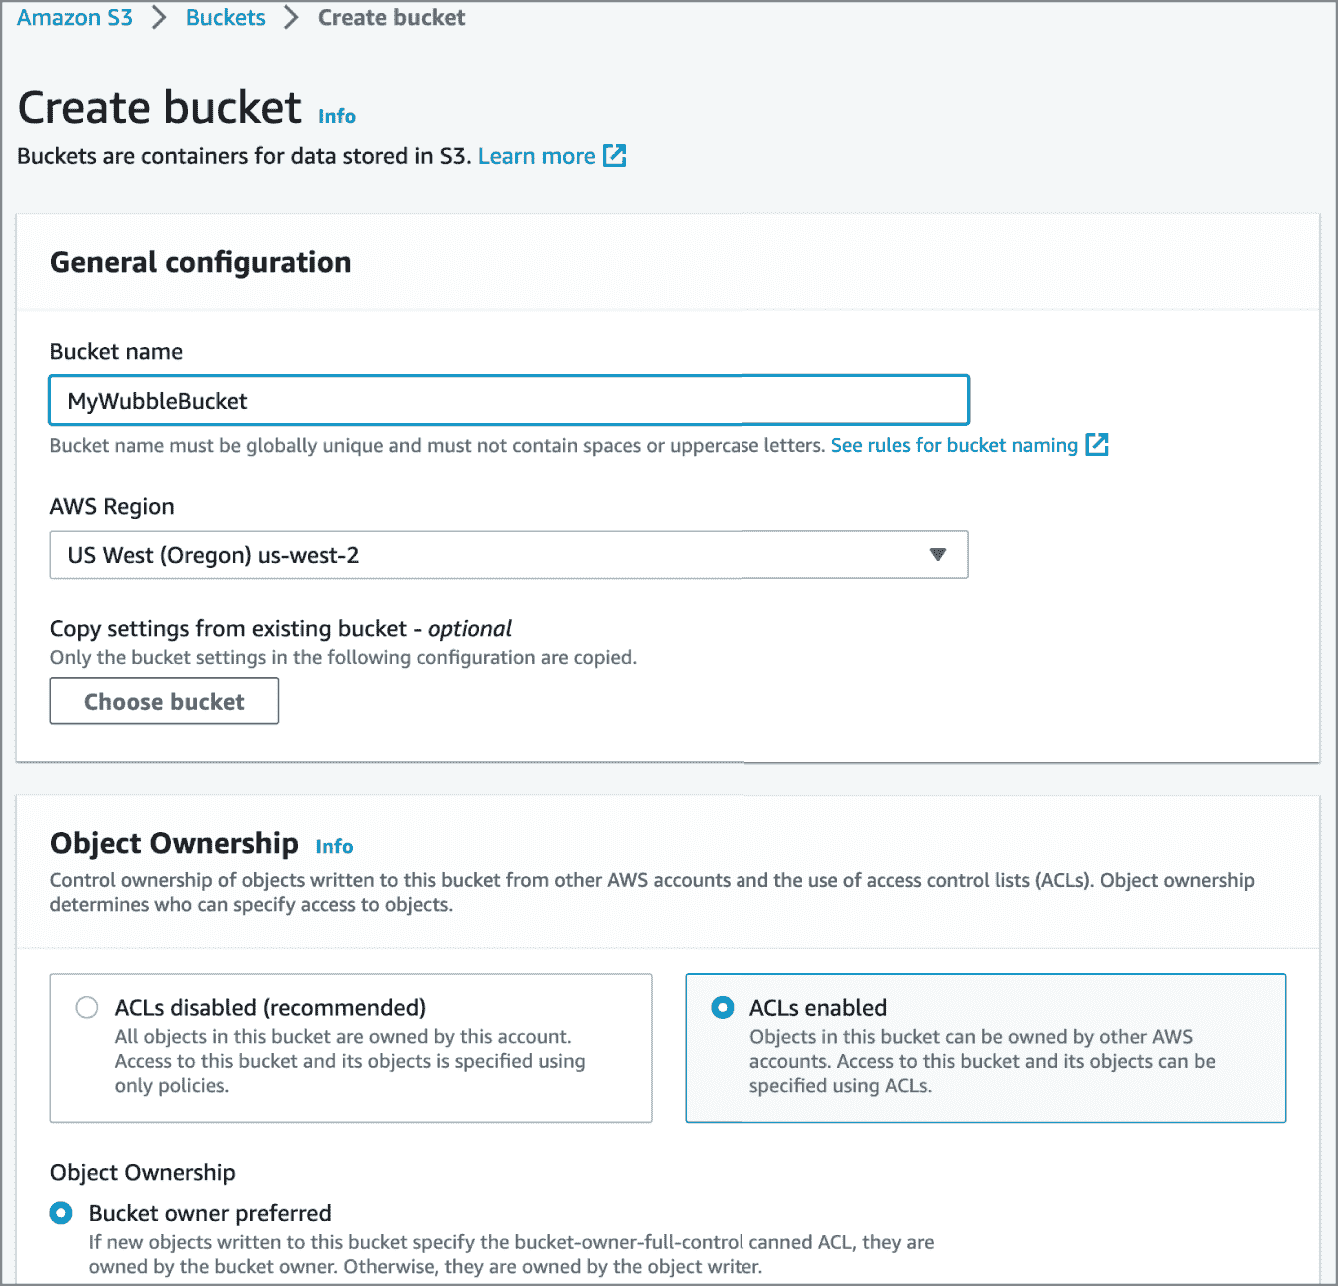 Amazon S3 > Buckets > Create bucket
Create bucket Info
Buckets are containers for data stored in S3. Learn more
General configuration
Bucket name
MyWubbleBucket
Bucket name must be globally unique and must not contain spaces or uppercase letters. See rules for bucket naming
AWS Region
US West (Oregon) us-west-2
Copy settings from existing bucket - optional
Only the bucket settings in the following configuration are copied.
Choose bucket
Object Ownership Info
Control ownership of objects written to this bucket from other AWS accounts and the use of access control lists (ACLs). Object ownership
determines who can specify access to objects.
ACLs disabled (recommended)
All objects in this bucket are owned by this account.
Access to this bucket and its objects is specified using
only policies.
ACLs enabled
Objects in this bucket can be owned by other AWS
accounts. Access to this bucket and its objects can be
specified using ACLs.
Object Ownership
Bucket owner preferred
If new objects written to this bucket specify the bucket-owner-full-control canned ACL, they are
owned by the bucket owner. Otherwise, they are owned by the object writer.